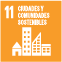 11 CIUDADES Y
COMUNIDADES
SOSTENIBLES